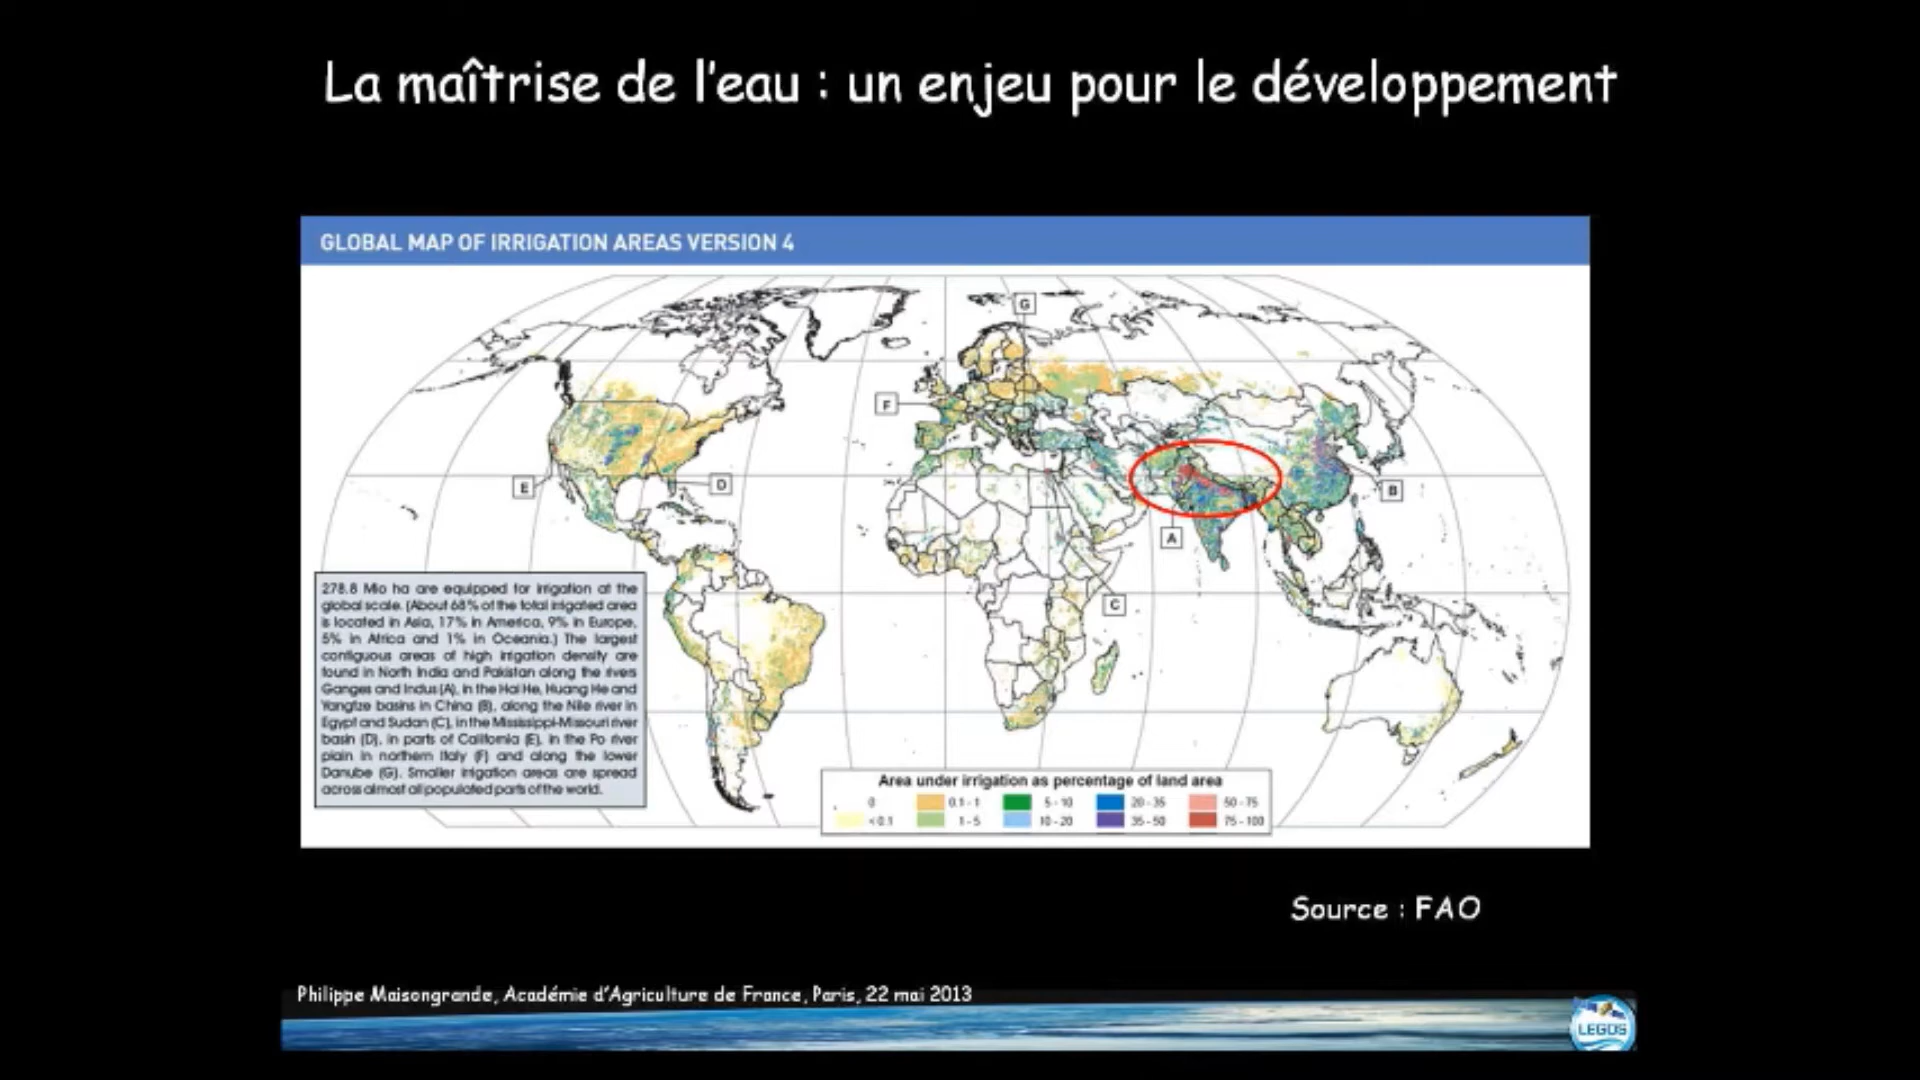 La maîtrise de l'eau : un enjeu pour le développement
GLOBAL MAP OF IRRIGATION AREAS VERSION 4
G
F
E
D
B
A
C
278.8 Mio ha are equipped for irrigation at the
global scale. (About 68% of the total irrigated area
is located in Asia, 17% in America, 9% in Europe,
5% in Africa and 1% in Oceania.) The largest
contiguous areas of high irrigation density are
found in North India and Pakistan along the rivers
Ganges and Indus (A), in the Hai He, Huang He and
Yangtze basins in China (B), along the Nile river in
Egypt and Sudan (C), in the Mississippi-Missouri river
basin (D), in parts of California (E), in the Po river
plain in northern Italy (F) and along the lower
Danube (G). Smaller irrigation areas are spread
across almost all populated parts of the world.
Area under irrigation as percentage of land area
0 0.1 - 1 5 - 10 20 - 35 50 - 75
< 0.1 1 - 5 10 - 20 35 - 50 75 - 100
Source : FAO
Philippe Maisongrande, Académie d'Agriculture de France, Paris, 22 mai 2013
LEGOS